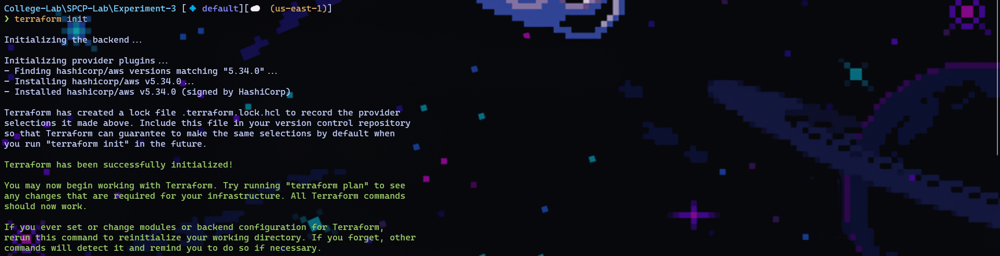 College-Lab\SPCP-Lab\Experiment-3 [ default][ (us-east-1)]
❯ terraform init
Initializing the backend...
Initializing provider plugins...
- Finding hashicorp/aws versions matching "5.34.0"...
- Installing hashicorp/aws v5.34.0...
- Installed hashicorp/aws v5.34.0 (signed by HashiCorp)
Terraform has created a lock file .terraform.lock.hcl to record the provider
selections it made above. Include this file in your version control repository
so that Terraform can guarantee to make the same selections by default when
you run "terraform init" in the future.
Terraform has been successfully initialized!
You may now begin working with Terraform. Try running "terraform plan" to see
any changes that are required for your infrastructure. All Terraform commands
should now work.
If you ever set or change modules or backend configuration for Terraform,
rerun this command to reinitialize your working directory. If you forget, other
commands will detect it and remind you to do so if necessary.